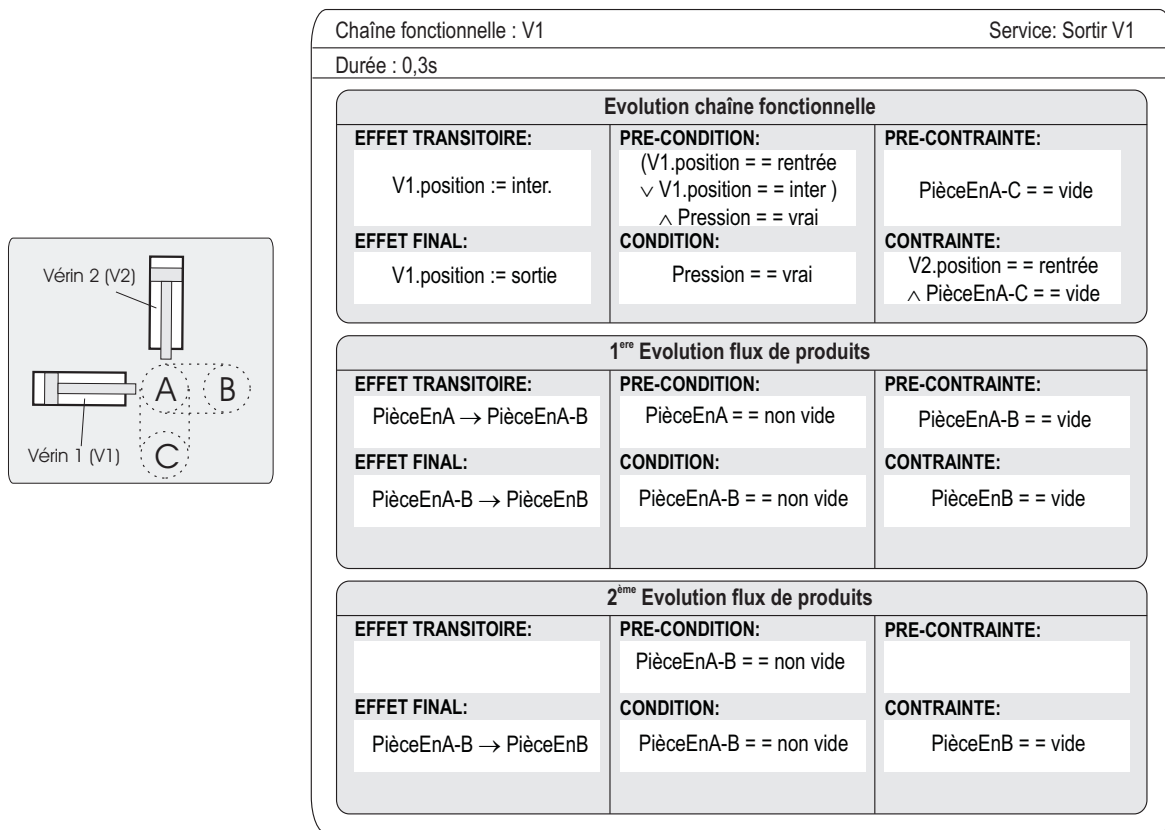 Vérin 2 (V2)
A
B
C
Vérin 1 (V1)
Chaîne fonctionnelle : V1
Service: Sortir V1
Durée : 0,3s
Evolution chaîne fonctionnelle
EFFET TRANSITOIRE:
V1.position := inter.
PRE-CONDITION:
(V1.position = = rentrée
∨ V1.position = = inter )
∧ Pression = = vrai
PRE-CONTRAINTE:
PièceEnA-C = = vide
EFFET FINAL:
V1.position := sortie
CONDITION:
Pression = = vrai
CONTRAINTE:
V2.position = = rentrée
∧ PièceEnA-C = = vide
1ere Evolution flux de produits
EFFET TRANSITOIRE:
PièceEnA → PièceEnA-B
PRE-CONDITION:
PièceEnA = = non vide
PRE-CONTRAINTE:
PièceEnA-B = = vide
EFFET FINAL:
PièceEnA-B → PièceEnB
CONDITION:
PièceEnA-B = = non vide
CONTRAINTE:
PièceEnB = = vide
2ème Evolution flux de produits
EFFET TRANSITOIRE:
PRE-CONDITION:
PièceEnA-B = = non vide
PRE-CONTRAINTE:
EFFET FINAL:
PièceEnA-B → PièceEnB
CONDITION:
PièceEnA-B = = non vide
CONTRAINTE:
PièceEnB = = vide